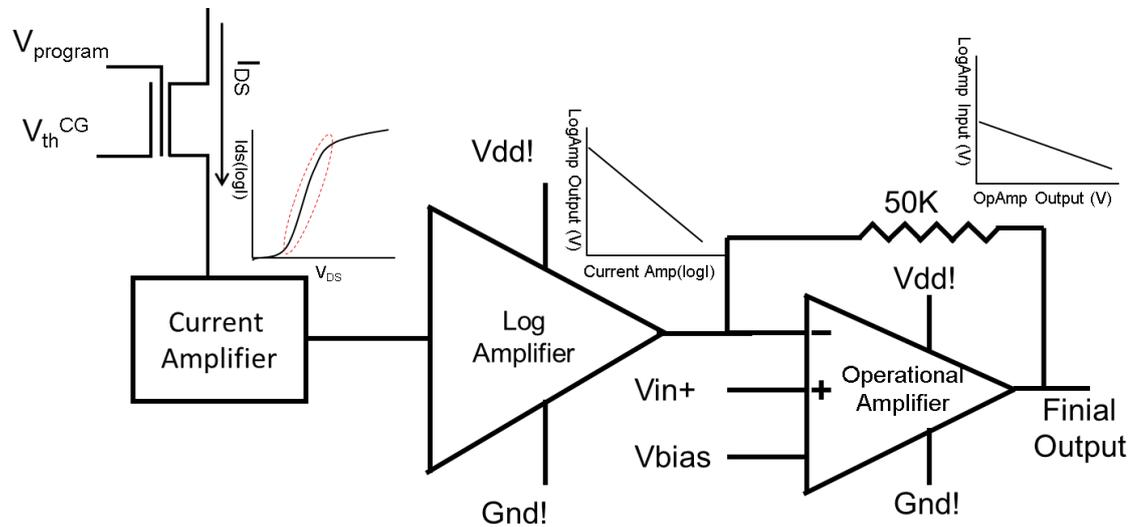 Vprogram
VthCG
IDS
Ids(logI)
VDS
Current
Amplifier
Vdd!
Log
Amplifier
Gnd!
LogAmp Output (V)
Current Amp(logI)
50K
LogAmp Input (V)
OpAmp Output (V)
Vdd!
−
Vin+
+
Operational
Amplifier
Vbias
Gnd!
Finial
Output